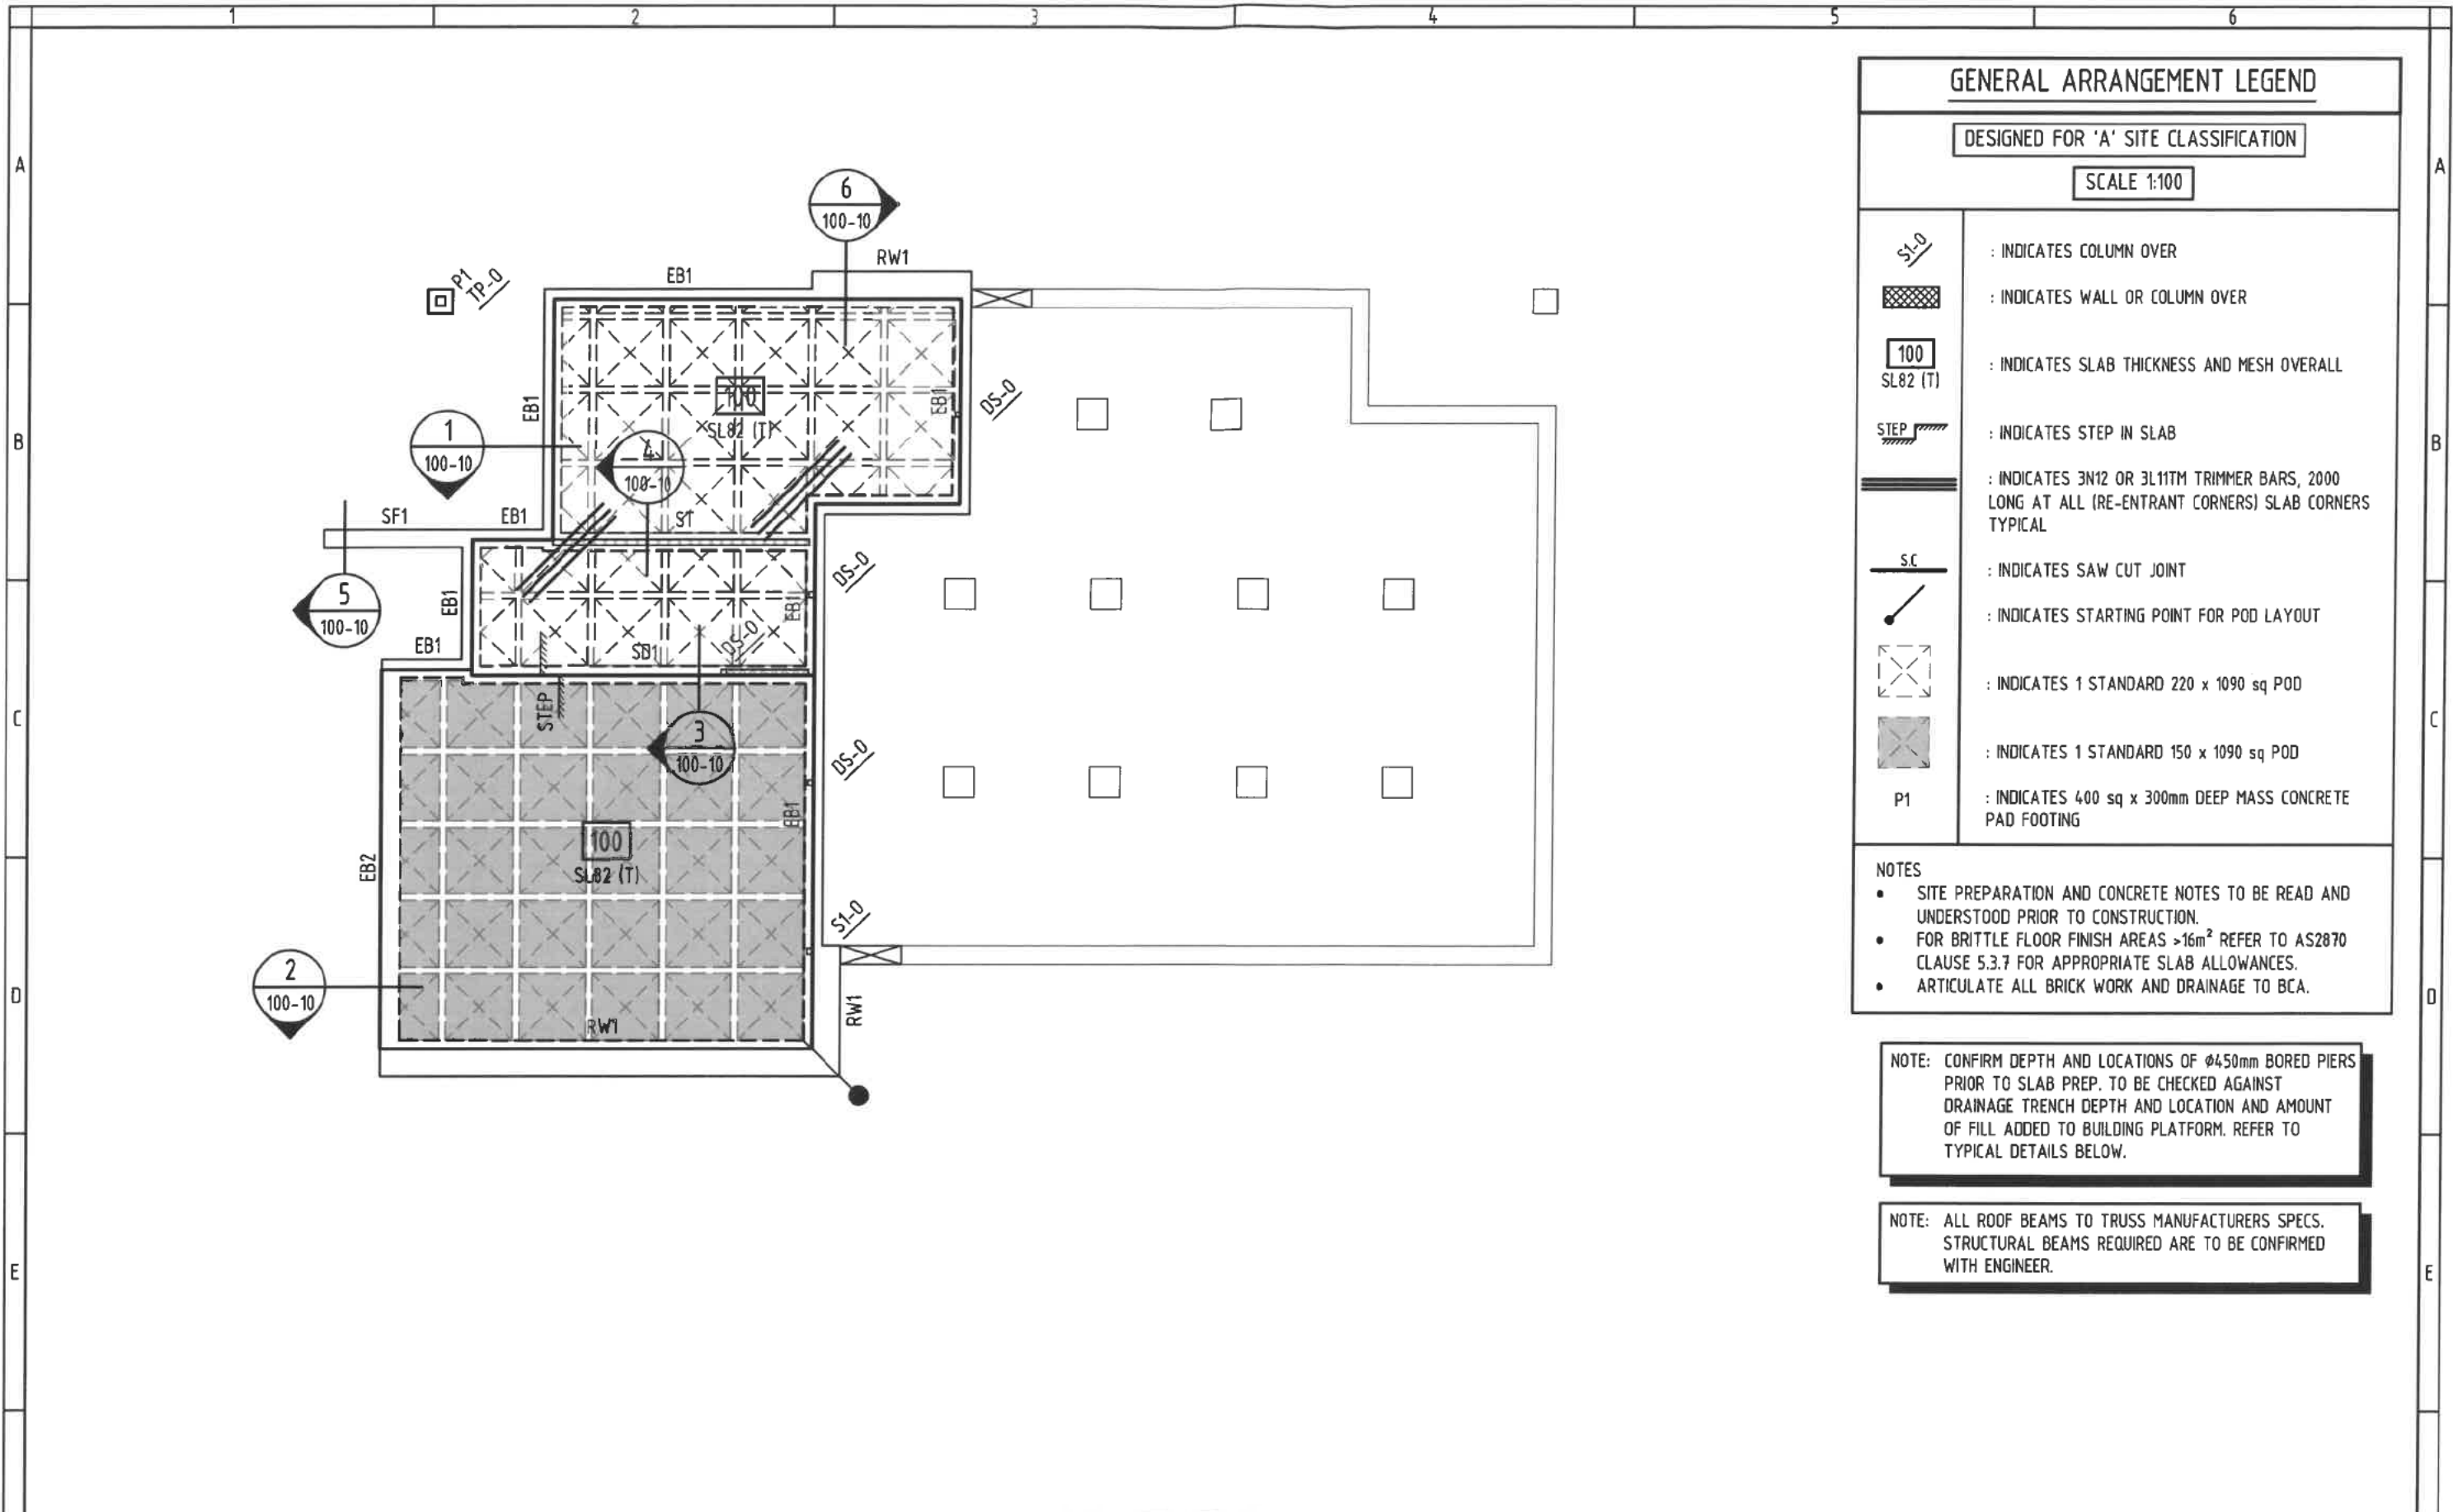 1 2 3 4 5 6
A
B
C
D
E
A
B
C
D
E
6
100-10
RW1
EB1
P1
TP-0
EB1
100
SL82 (T)
EB1
DS-0
1
100-10
4
100-10
SF1
EB1
ST
5
100-10
EB1
EB1
DS-0
EB1
SD1
DS-0
STEP
3
100-10
DS-0
EB1
100
SL82 (T)
EB2
S1-0
2
100-10
RW1
RW1
GENERAL ARRANGEMENT LEGEND
DESIGNED FOR 'A' SITE CLASSIFICATION
SCALE 1:100
S1-0
: INDICATES COLUMN OVER
: INDICATES WALL OR COLUMN OVER
100
SL82 (T)
: INDICATES SLAB THICKNESS AND MESH OVERALL
STEP
: INDICATES STEP IN SLAB
: INDICATES 3N12 OR 3L11TM TRIMMER BARS, 2000
LONG AT ALL (RE-ENTRANT CORNERS) SLAB CORNERS
TYPICAL
S.C
: INDICATES SAW CUT JOINT
: INDICATES STARTING POINT FOR POD LAYOUT
: INDICATES 1 STANDARD 220 x 1090 sq POD
: INDICATES 1 STANDARD 150 x 1090 sq POD
P1
: INDICATES 400 sq x 300mm DEEP MASS CONCRETE
PAD FOOTING
NOTES
• SITE PREPARATION AND CONCRETE NOTES TO BE READ AND
UNDERSTOOD PRIOR TO CONSTRUCTION.
• FOR BRITTLE FLOOR FINISH AREAS >16m² REFER TO AS2870
CLAUSE 5.3.7 FOR APPROPRIATE SLAB ALLOWANCES.
• ARTICULATE ALL BRICK WORK AND DRAINAGE TO BCA.
NOTE: CONFIRM DEPTH AND LOCATIONS OF Ø450mm BORED PIERS
PRIOR TO SLAB PREP. TO BE CHECKED AGAINST
DRAINAGE TRENCH DEPTH AND LOCATION AND AMOUNT
OF FILL ADDED TO BUILDING PLATFORM. REFER TO
TYPICAL DETAILS BELOW.
NOTE: ALL ROOF BEAMS TO TRUSS MANUFACTURERS SPECS.
STRUCTURAL BEAMS REQUIRED ARE TO BE CONFIRMED
WITH ENGINEER.